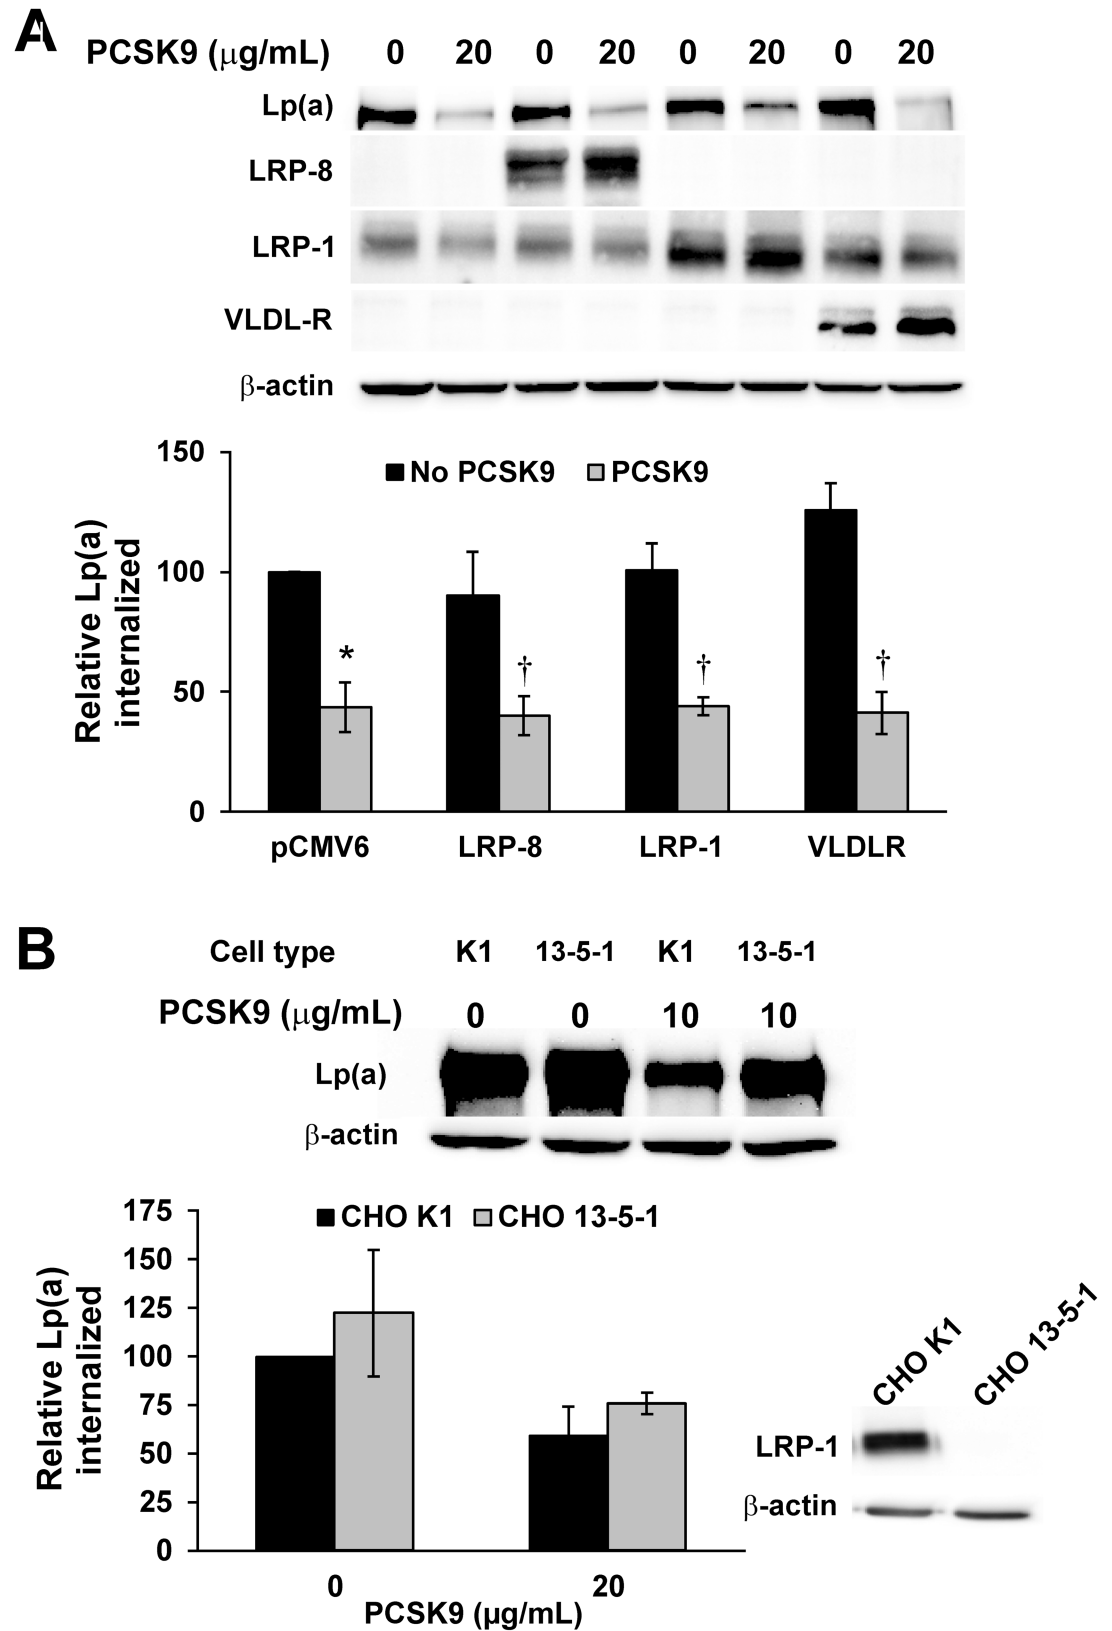 A
PCSK9 (μg/mL) 0 20 0 20 0 20 0 20
Lp(a)
LRP-8
LRP-1
VLDL-R
β-actin
No PCSK9 PCSK9
Relative Lp(a)
internalized
150
100
50
0
* † † †
pCMV6 LRP-8 LRP-1 VLDLR
B
Cell type K1 13-5-1 K1 13-5-1
PCSK9 (μg/mL) 0 0 10 10
Lp(a)
β-actin
CHO K1 CHO 13-5-1
Relative Lp(a)
internalized
175
150
125
100
75
50
25
0
0 20
PCSK9 (μg/mL)
CHO K1 CHO 13-5-1
LRP-1
β-actin